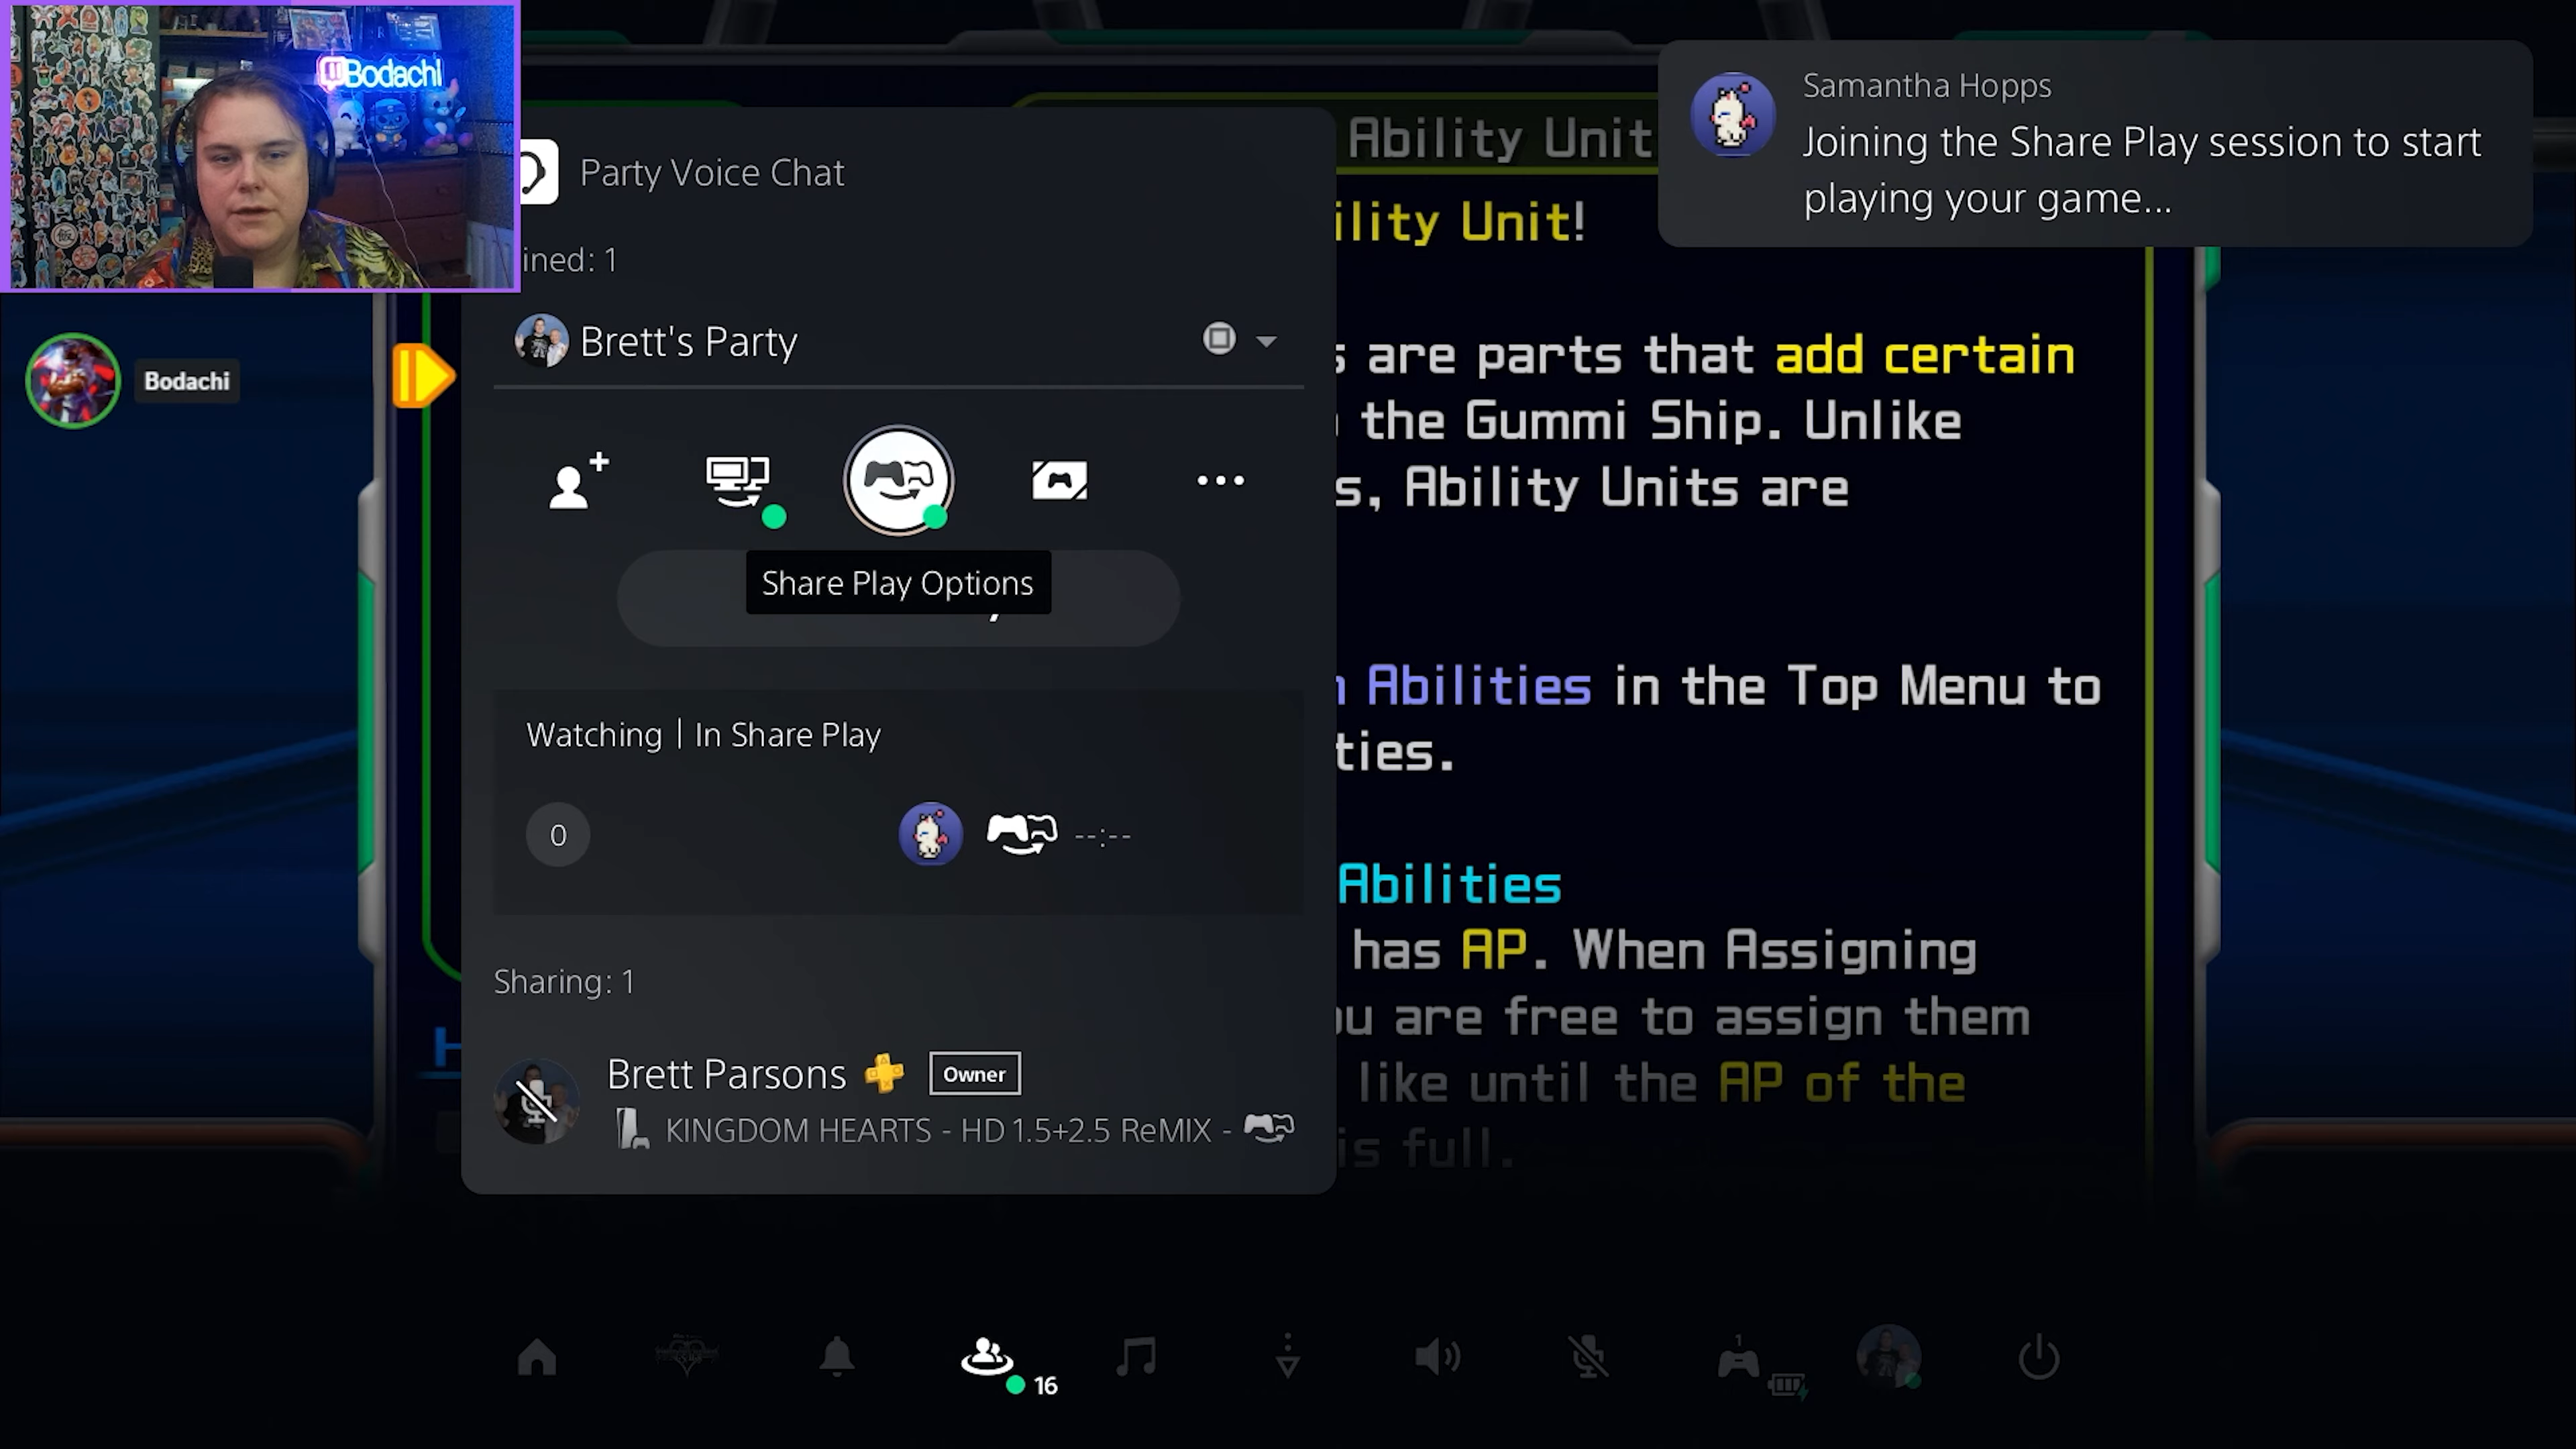 Bodachi
Samantha Hopps
Joining the Share Play session to start
playing your game...
Party Voice Chat
ined: 1
Brett's Party
Bodachi
Share Play Options
Watching | In Share Play
0
--:--
Sharing: 1
Brett Parsons
Owner
KINGDOM HEARTS - HD 1.5+2.5 ReMIX -
Ability Unit
ility Unit!
s are parts that add certain
the Gummi Ship. Unlike
s, Ability Units are
n Abilities in the Top Menu to
ties.
Abilities
has AP. When Assigning
ou are free to assign them
like until the AP of the
is full.
H
16
1